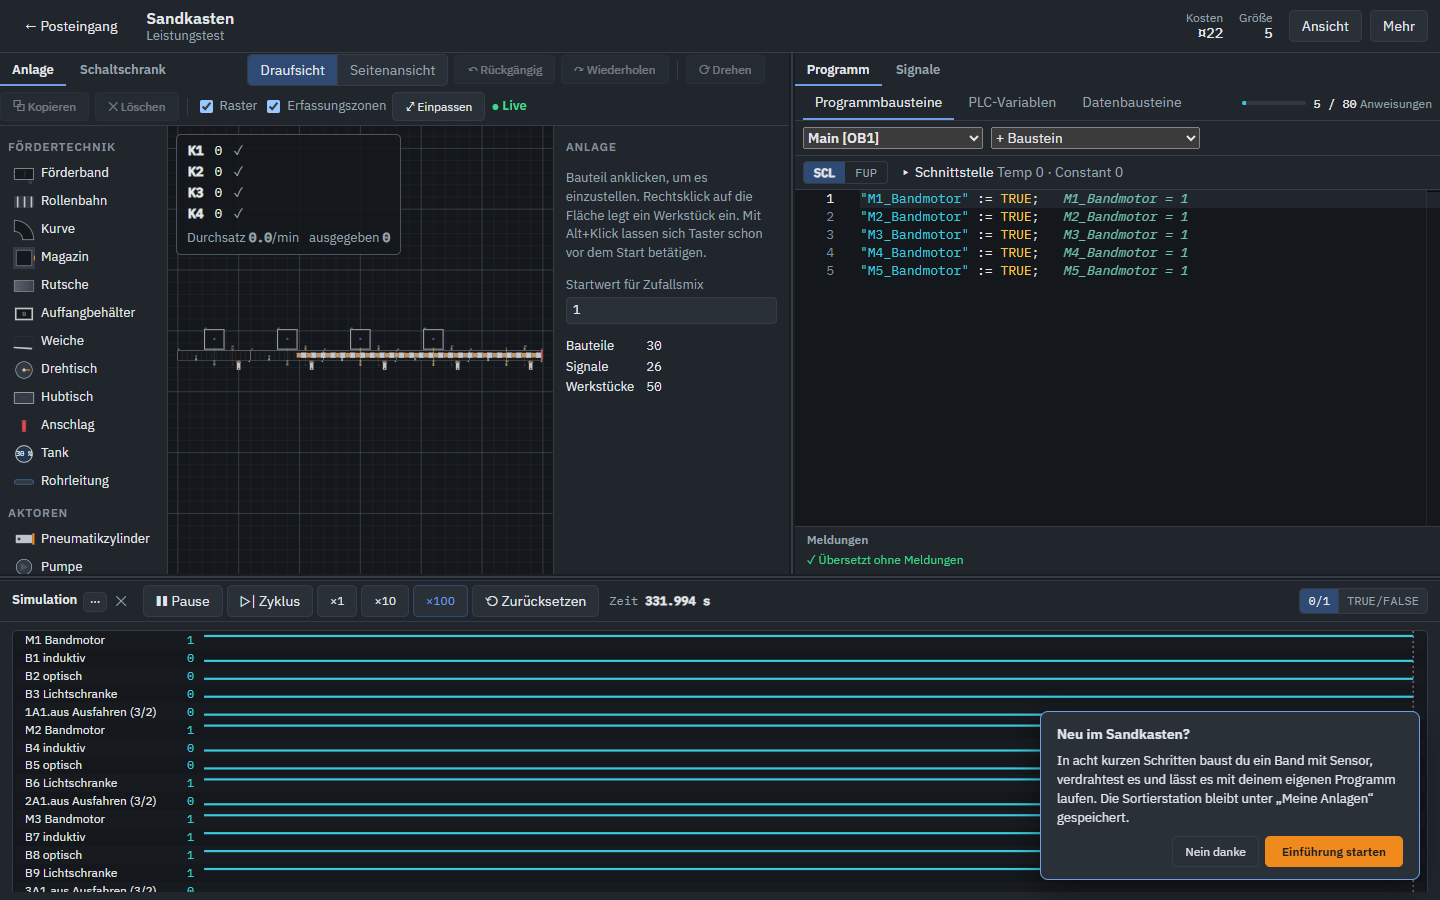 ← Posteingang
Sandkasten
Leistungstest
Kosten
¤22
Größe
5
Ansicht
Mehr
Anlage
Schaltschrank
Draufsicht
Seitenansicht
Rückgängig
Wiederholen
Drehen
Kopieren
Löschen
Raster
Erfassungszonen
Einpassen
Live
FÖRDERTECHNIK
Förderband
Rollenbahn
Kurve
Magazin
Rutsche
Auffangbehälter
Weiche
Drehtisch
Hubtisch
Anschlag
Tank
Rohrleitung
AKTOREN
Pneumatikzylinder
Pumpe
K1 0 ✓
K2 0 ✓
K3 0 ✓
K4 0 ✓
Durchsatz 0.0/min ausgegeben 0
ANLAGE
Bauteil anklicken, um es
einzustellen. Rechtsklick auf die
Fläche legt ein Werkstück ein. Mit
Alt+Klick lassen sich Taster schon
vor dem Start betätigen.
Startwert für Zufallsmix
1
Bauteile 30
Signale 26
Werkstücke 50
Programm
Signale
Programmbausteine
PLC-Variablen
Datenbausteine
5 / 80 Anweisungen
Main [OB1]
+ Baustein
SCL
FUP
Schnittstelle Temp 0 · Constant 0
1 "M1_Bandmotor" := TRUE; M1_Bandmotor = 1
2 "M2_Bandmotor" := TRUE; M2_Bandmotor = 1
3 "M3_Bandmotor" := TRUE; M3_Bandmotor = 1
4 "M4_Bandmotor" := TRUE; M4_Bandmotor = 1
5 "M5_Bandmotor" := TRUE; M5_Bandmotor = 1
Meldungen
✓ Übersetzt ohne Meldungen
Simulation
...
Pause
Zyklus
×1
×10
×100
Zurücksetzen
Zeit 331.994 s
0/1
TRUE/FALSE
M1 Bandmotor 1
B1 induktiv 0
B2 optisch 0
B3 Lichtschranke 0
1A1.aus Ausfahren (3/2) 0
M2 Bandmotor 1
B4 induktiv 0
B5 optisch 0
B6 Lichtschranke 1
2A1.aus Ausfahren (3/2) 0
M3 Bandmotor 1
B7 induktiv 1
B8 optisch 1
B9 Lichtschranke 1
3A1.aus Ausfahren (3/2) 0
Neu im Sandkasten?
In acht kurzen Schritten baust du ein Band mit Sensor,
verdrahtest es und lässt es mit deinem eigenen Programm
laufen. Die Sortierstation bleibt unter „Meine Anlagen“
gespeichert.
Nein danke
Einführung starten